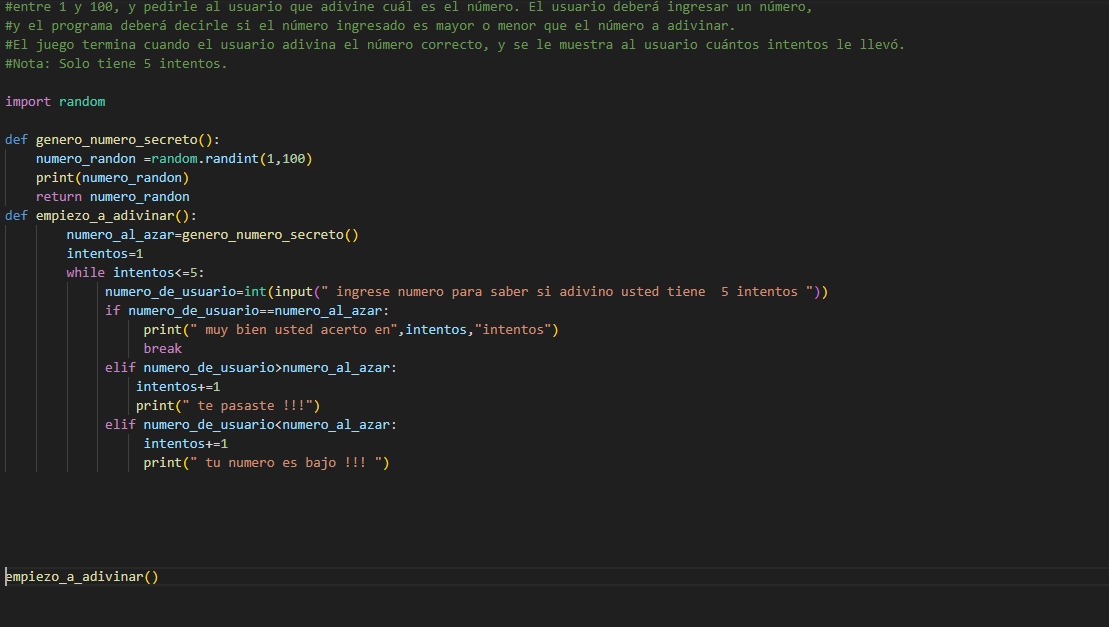 #entre 1 y 100, y pedirle al usuario que adivine cuál es el número. El usuario deberá ingresar un número,
#y el programa deberá decirle si el número ingresado es mayor o menor que el número a adivinar.
#El juego termina cuando el usuario adivina el número correcto, y se le muestra al usuario cuántos intentos le llevó.
#Nota: Solo tiene 5 intentos.
import random
def genero_numero_secreto():
numero_randon =random.randint(1,100)
print(numero_randon)
return numero_randon
def empiezo_a_adivinar():
numero_al_azar=genero_numero_secreto()
intentos=1
while intentos<=5:
numero_de_usuario=int(input(" ingrese numero para saber si adivino usted tiene  5 intentos "))
if numero_de_usuario==numero_al_azar:
print(" muy bien usted acerto en",intentos,"intentos")
break
elif numero_de_usuario>numero_al_azar:
intentos+=1
print(" te pasaste !!!")
elif numero_de_usuario<numero_al_azar:
intentos+=1
print(" tu numero es bajo !!! ")
empiezo_a_adivinar()